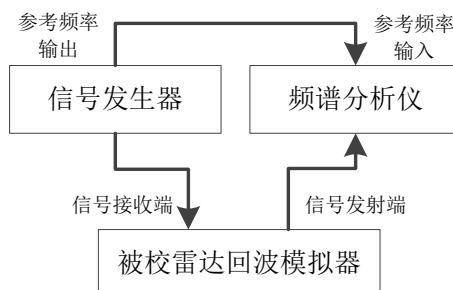 参考频率
输出
参考频率
输入
信号发生器
频谱分析仪
信号接收端
信号发射端
被校雷达回波模拟器